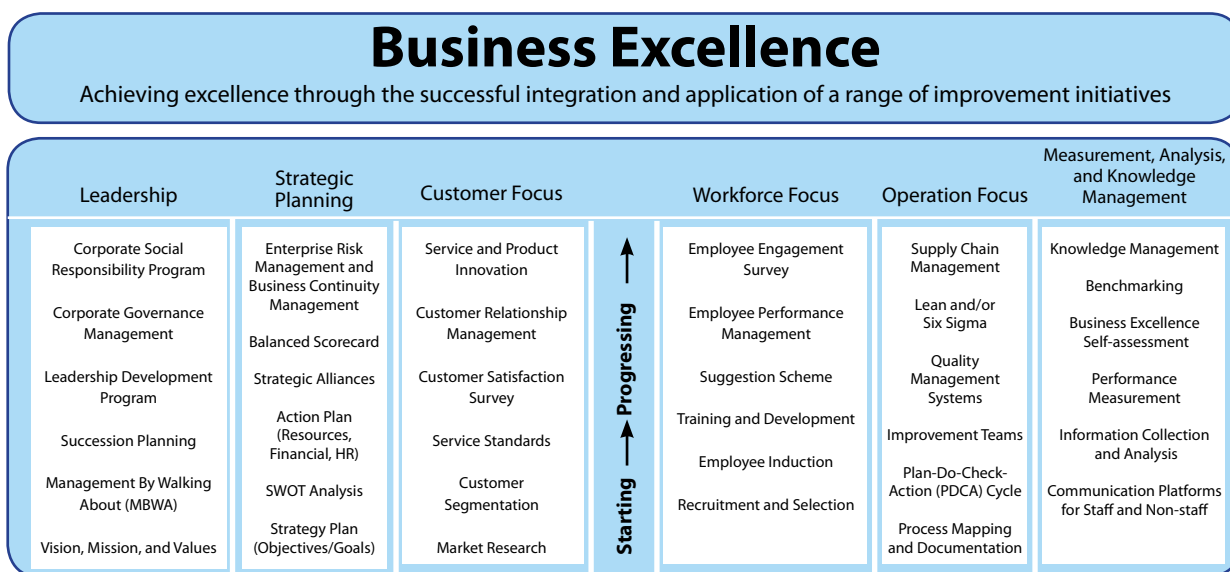 Business Excellence
Achieving excellence through the successful integration and application of a range of improvement initiatives
Leadership
Corporate Social
Responsibility Program
Corporate Governance
Management
Leadership Development
Program
Succession Planning
Management By Walking
About (MBWA)
Vision, Mission, and Values
Strategic
Planning
Enterprise Risk
Management and
Business Continuity
Management
Balanced Scorecard
Strategic Alliances
Action Plan
(Resources,
Financial, HR)
SWOT Analysis
Strategy Plan
(Objectives/Goals)
Customer Focus
Service and Product
Innovation
Customer Relationship
Management
Customer Satisfaction
Survey
Service Standards
Customer
Segmentation
Market Research
Starting → Progressing →
Workforce Focus
Employee Engagement
Survey
Employee Performance
Management
Suggestion Scheme
Training and Development
Employee Induction
Recruitment and Selection
Operation Focus
Supply Chain
Management
Lean and/or
Six Sigma
Quality
Management
Systems
Improvement Teams
Plan-Do-Check-
Action (PDCA) Cycle
Process Mapping
and Documentation
Measurement, Analysis,
and Knowledge
Management
Knowledge Management
Benchmarking
Business Excellence
Self-assessment
Performance
Measurement
Information Collection
and Analysis
Communication Platforms
for Staff and Non-staff